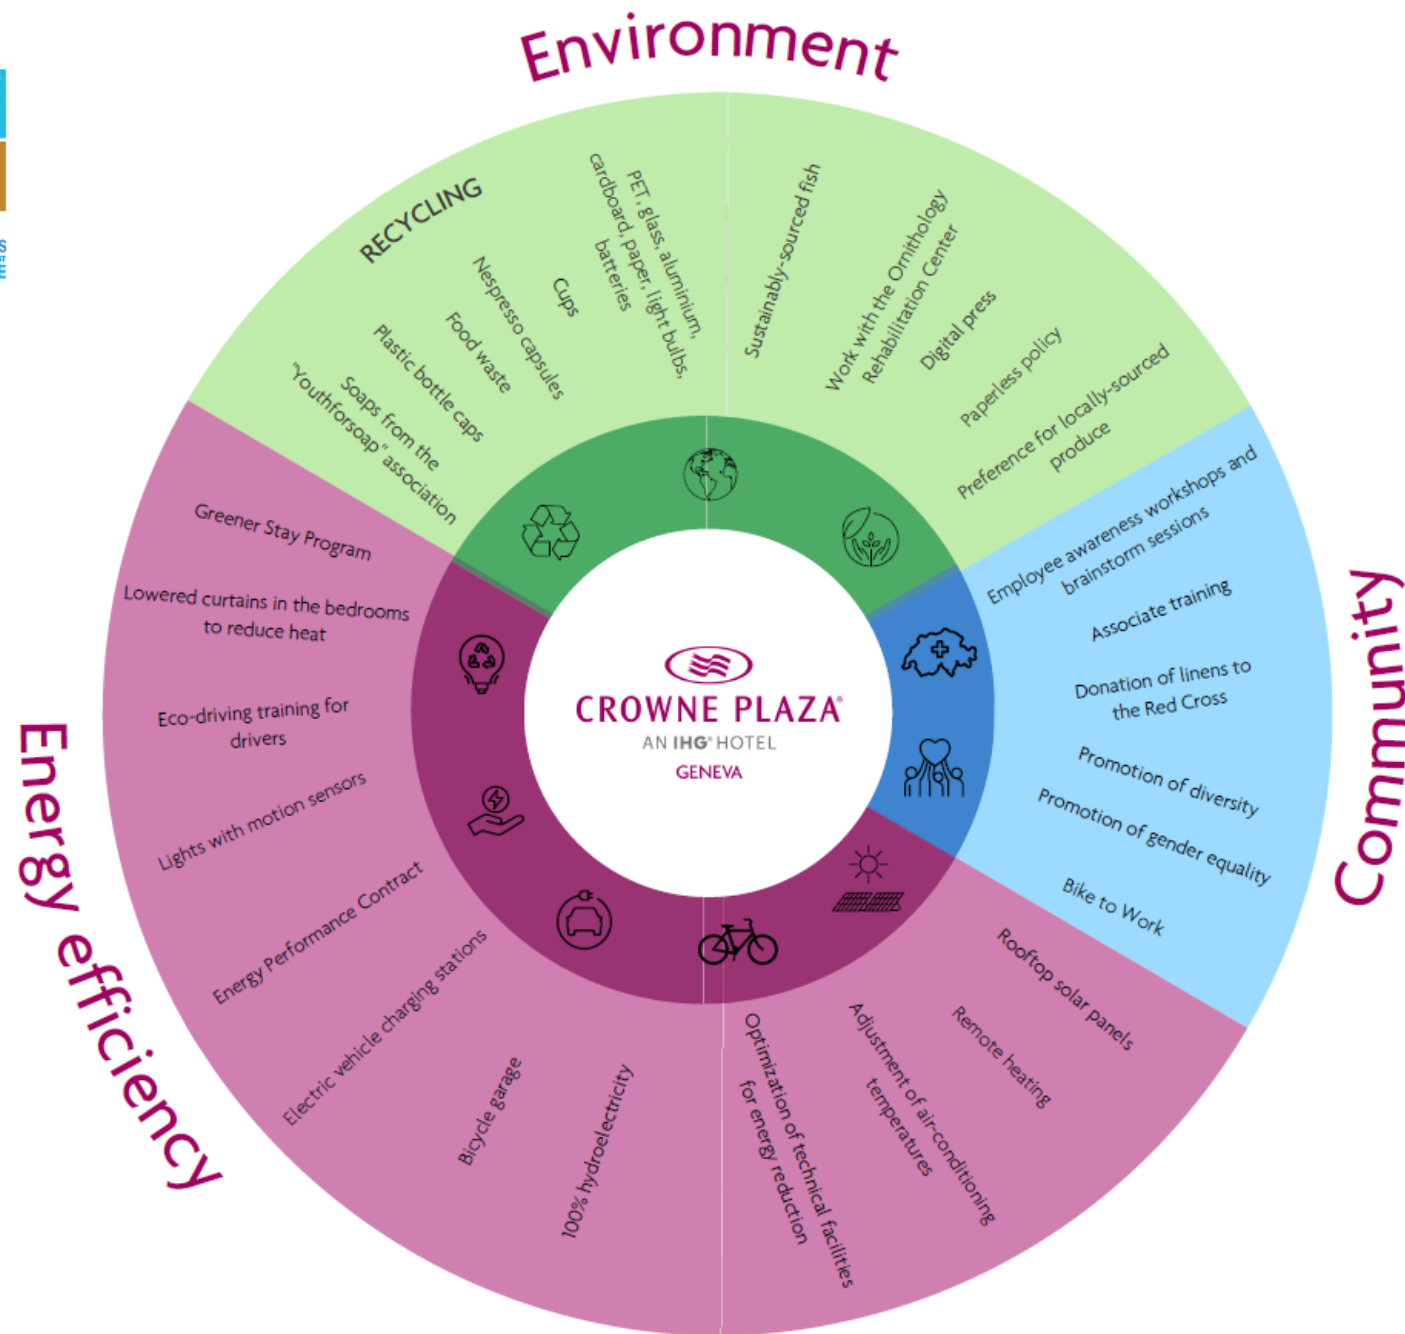 Environment
RECYCLING
"Youthforsoap" association
Soaps from the
Plastic bottle caps
Food waste
Nespresso capsules
Cups
PET, glass, aluminium,
cardboard, paper, light bulbs,
batteries
Sustainably-sourced fish
Work with the Ornithology
Rehabilitation Center
Digital press
Paperless policy
Preference for locally-sourced
produce
Community
Employee awareness workshops and
brainstorm sessions
Associate training
Donation of linens to
the Red Cross
Promotion of diversity
Promotion of gender equality
Bike to Work
Energy efficiency
Rooftop solar panels
Remote heating
Adjustment of air-conditioning
temperatures
Optimization of technical facilities
for energy reduction
100% hydroelectricity
Bicycle garage
Electric vehicle charging stations
Energy Performance Contract
Lights with motion sensors
Eco-driving training for
drivers
Lowered curtains in the bedrooms
to reduce heat
Greener Stay Program
CROWNE PLAZA®
AN IHG® HOTEL
GENEVA